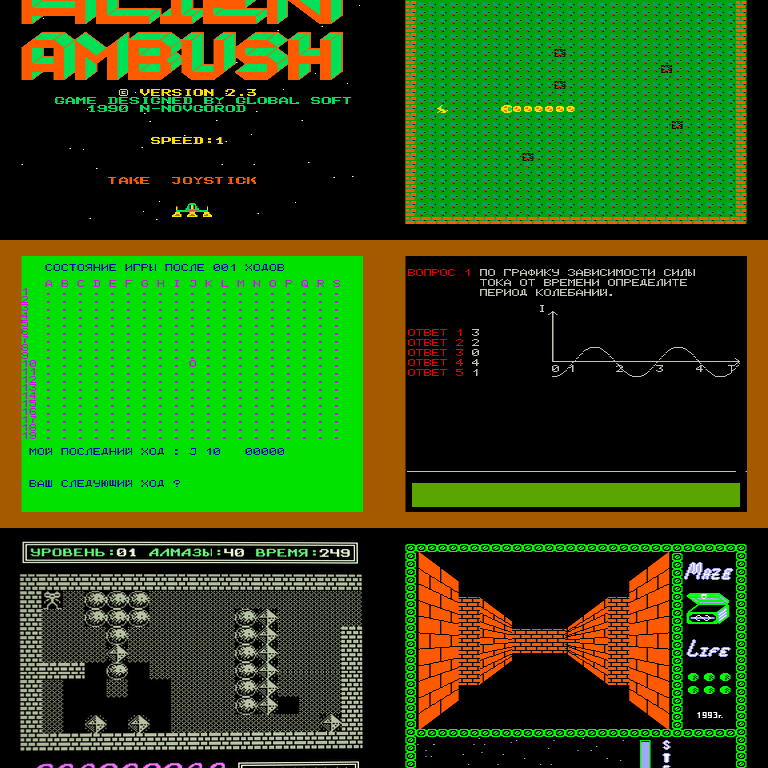 ALIEN
AMBUSH
© VERSION 2.3
GAME DESIGNED BY GLOBAL SOFT
1990 N-NOVGOROD
SPEED:1
TAKE JOYSTICK
СОСТОЯНИЕ ИГРЫ ПОСЛЕ 001 ХОДОВ
A B C D E F G H I J K L M N O P Q R S
МОЙ ПОСЛЕДНИЙ ХОД : J 10 00000
ВАШ СЛЕДУЮЩИЙ ХОД ?
ВОПРОС 1 ПО ГРАФИКУ ЗАВИСИМОСТИ СИЛЫ
ТОКА ОТ ВРЕМЕНИ ОПРЕДЕЛИТЕ
ПЕРИОД КОЛЕБАНИЙ.
I
ОТВЕТ 1 3
ОТВЕТ 2 2
ОТВЕТ 3 0
ОТВЕТ 4 4
ОТВЕТ 5 1
0 1 2 3 4 T
УРОВЕНЬ:01 АЛМАЗЫ:40 ВРЕМЯ:249
MAZE
LIFE
1993г.
S
T